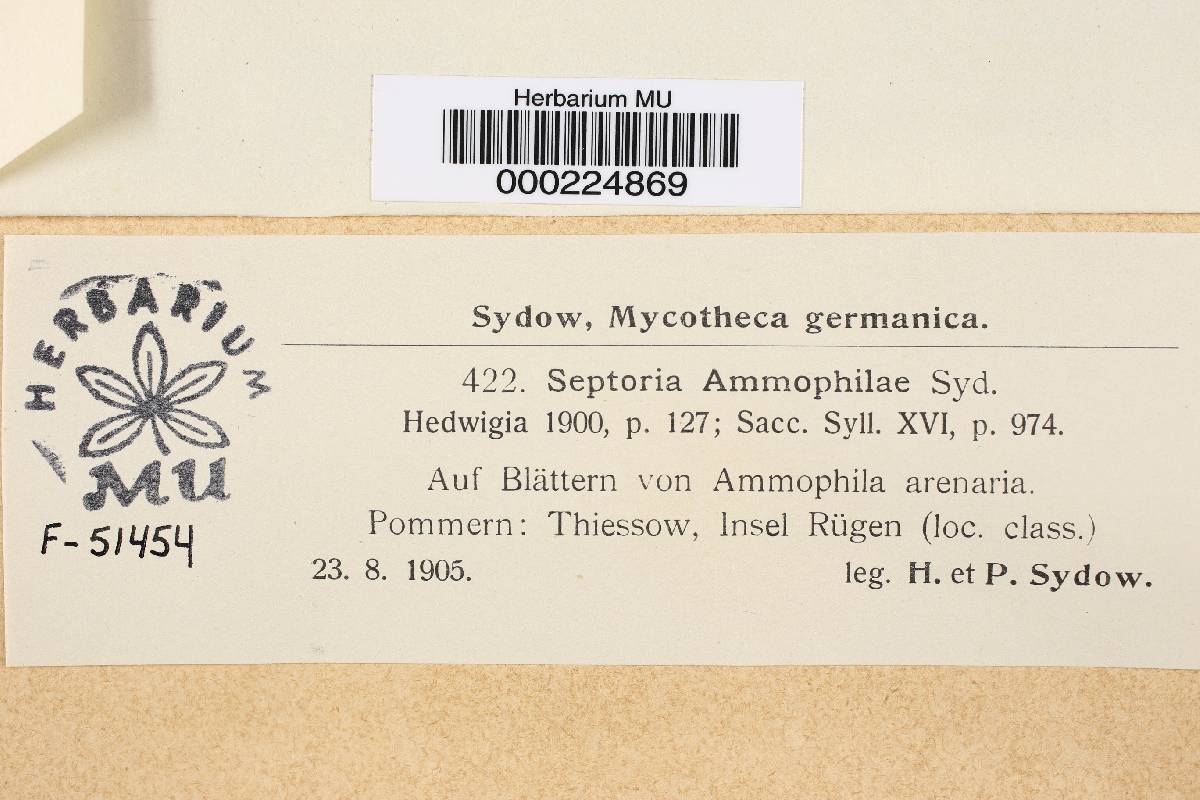 Herbarium MU
000224869
HERBARIUM
MU
F-51454
Sydow, Mycotheca germanica.
422. Septoria Ammophilae Syd.
Hedwigia 1900, p. 127; Sacc. Syll. XVI, p. 974.
Auf Blättern von Ammophila arenaria.
Pommern: Thiessow, Insel Rügen (loc. class.)
23. 8. 1905. leg. H. et P. Sydow.